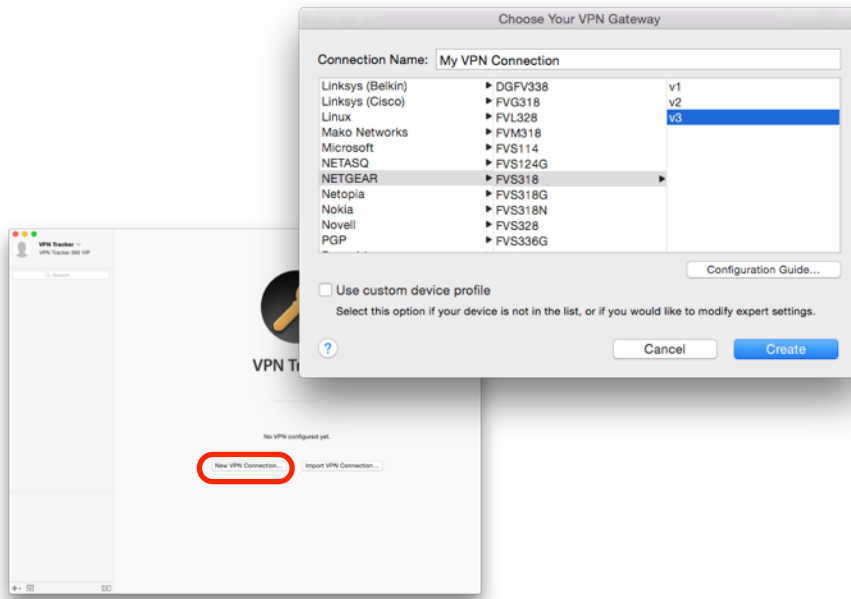 Choose Your VPN Gateway
Connection Name: My VPN Connection
Linksys (Belkin)
Linksys (Cisco)
Linux
Mako Networks
Microsoft
NETASQ
NETGEAR
Netopia
Nokia
Novell
PGP
DGFV338
FVG318
FVL328
FVM318
FVS114
FVS124G
FVS318
FVS318G
FVS318N
FVS328
FVS336G
v1
v2
v3
Configuration Guide...
Use custom device profile
Select this option if your device is not in the list, or if you would like to modify expert settings.
?
Cancel
Create
VPN Tracker
VPN Tracker 365 VIP
Search
VPN Tr
No VPN configured yet.
New VPN Connection...
Import VPN Connection...